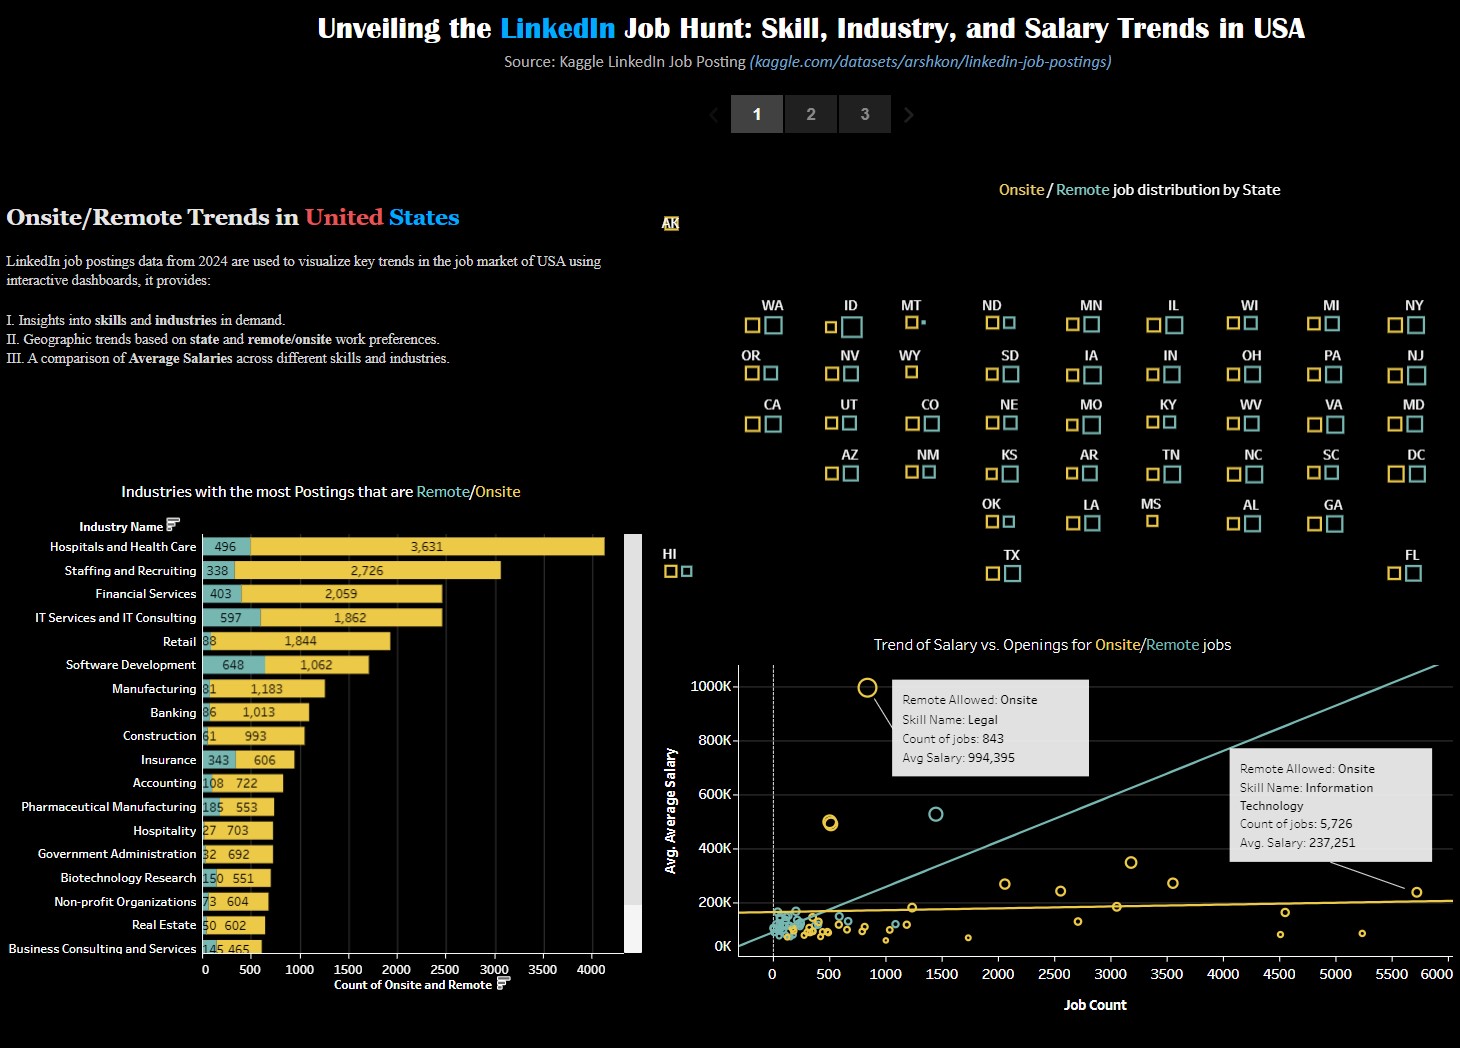 Unveiling the LinkedIn Job Hunt: Skill, Industry, and Salary Trends in USA
Source: Kaggle LinkedIn Job Posting (kaggle.com/datasets/arshkon/linkedin-job-postings)
1 2 3
Onsite/Remote Trends in United States
LinkedIn job postings data from 2024 are used to visualize key trends in the job market of USA using
interactive dashboards, it provides:
I. Insights into skills and industries in demand.
II. Geographic trends based on state and remote/onsite work preferences.
III. A comparison of Average Salaries across different skills and industries.
Onsite / Remote job distribution by State
AK
WA ID MT ND MN IL WI MI NY
OR NV WY SD IA IN OH PA NJ
CA UT CO NE MO KY WV VA MD
AZ NM KS AR TN NC SC DC
OK LA MS AL GA
HI TX FL
Industries with the most Postings that are Remote/Onsite
Industry Name
Hospitals and Health Care 496 3,631
Staffing and Recruiting 338 2,726
Financial Services 403 2,059
IT Services and IT Consulting 597 1,862
Retail 88 1,844
Software Development 648 1,062
Manufacturing 81 1,183
Banking 86 1,013
Construction 61 993
Insurance 343 606
Accounting 108 722
Pharmaceutical Manufacturing 185 553
Hospitality 27 703
Government Administration 32 692
Biotechnology Research 150 551
Non-profit Organizations 73 604
Real Estate 50 602
Business Consulting and Services 145 465
0 500 1000 1500 2000 2500 3000 3500 4000
Count of Onsite and Remote
Trend of Salary vs. Openings for Onsite/Remote jobs
Avg. Average Salary
1000K
800K
600K
400K
200K
0K
Remote Allowed: Onsite
Skill Name: Legal
Count of jobs: 843
Avg Salary: 994,395
Remote Allowed: Onsite
Skill Name: Information
Technology
Count of jobs: 5,726
Avg. Salary: 237,251
0 500 1000 1500 2000 2500 3000 3500 4000 4500 5000 5500 6000
Job Count